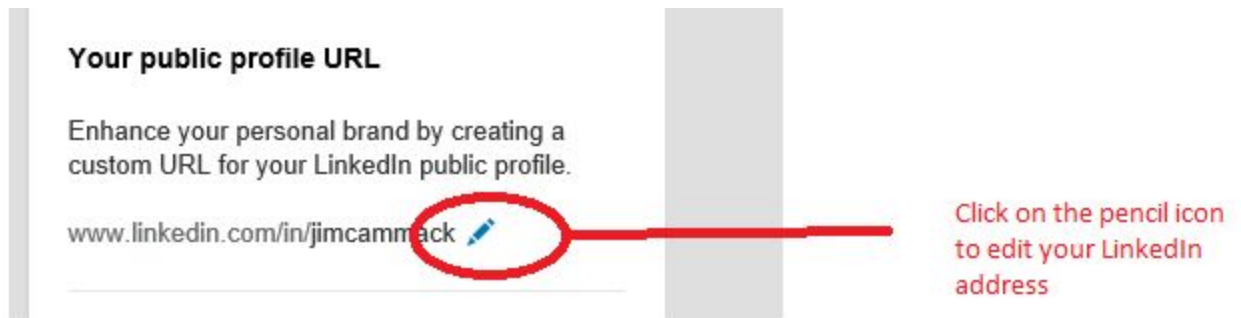 Your public profile URL
Enhance your personal brand by creating a
custom URL for your LinkedIn public profile.
www.linkedin.com/in/jimcammack
Click on the pencil icon
to edit your LinkedIn
address